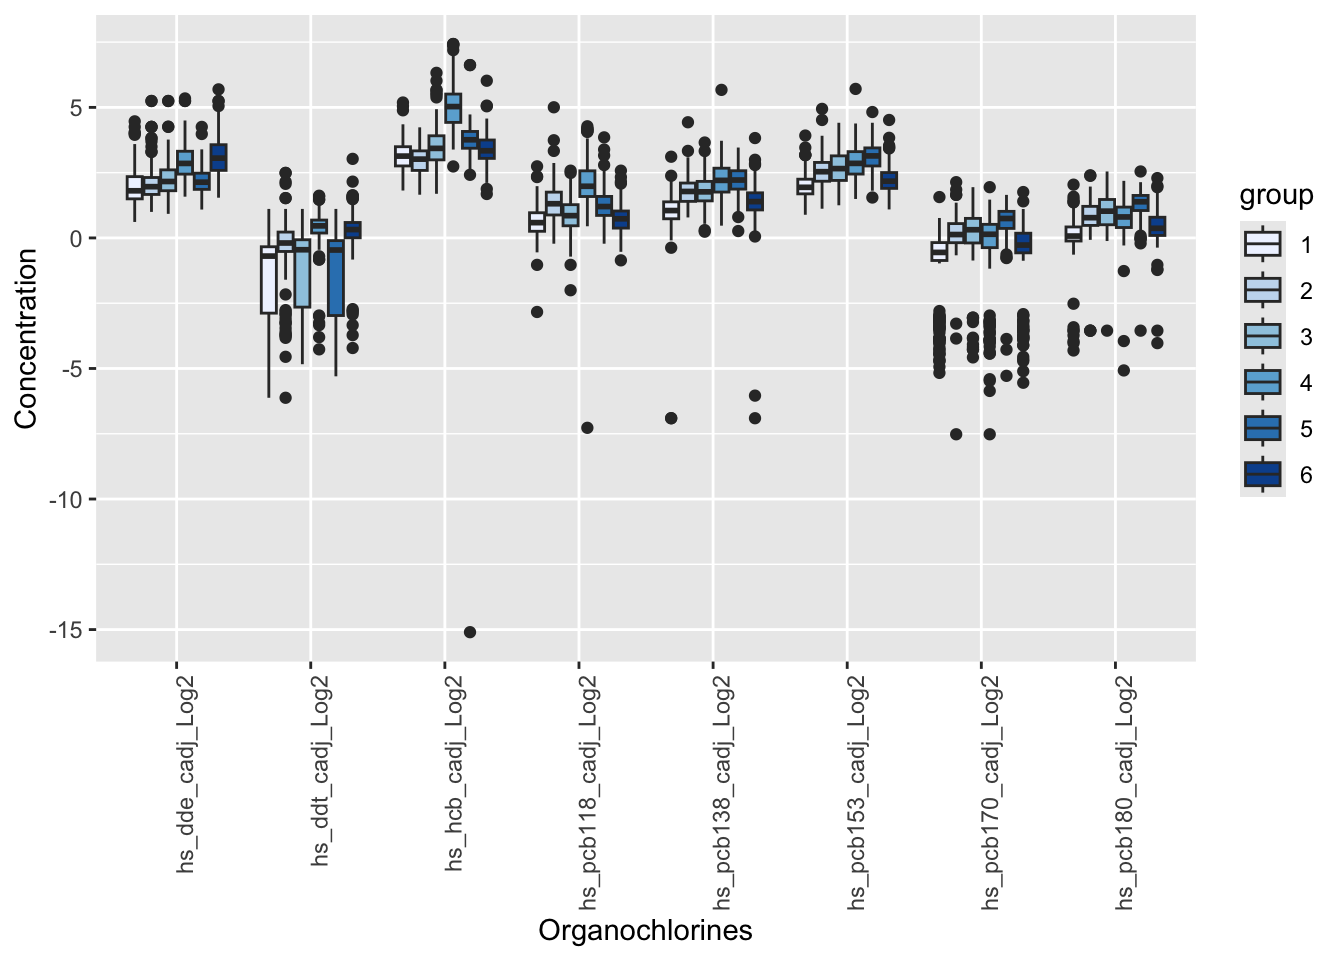 Concentration
5
0
-5
-10
-15
hs_dde_cadj_Log2
hs_ddt_cadj_Log2
hs_hcb_cadj_Log2
hs_pcb118_cadj_Log2
hs_pcb138_cadj_Log2
hs_pcb153_cadj_Log2
hs_pcb170_cadj_Log2
hs_pcb180_cadj_Log2
Organochlorines
group
1
2
3
4
5
6